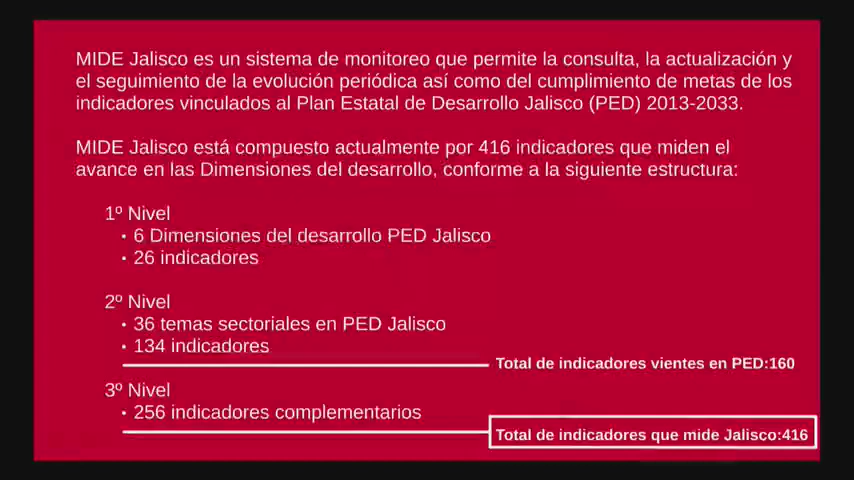 MIDE Jalisco es un sistema de monitoreo que permite la consulta, la actualización y
el seguimiento de la evolución periódica así como del cumplimiento de metas de los
indicadores vinculados al Plan Estatal de Desarrollo Jalisco (PED) 2013-2033.
MIDE Jalisco está compuesto actualmente por 416 indicadores que miden el
avance en las Dimensiones del desarrollo, conforme a la siguiente estructura:
1º Nivel
• 6 Dimensiones del desarrollo PED Jalisco
• 26 indicadores
2º Nivel
• 36 temas sectoriales en PED Jalisco
• 134 indicadores
Total de indicadores vientes en PED:160
3º Nivel
• 256 indicadores complementarios
Total de indicadores que mide Jalisco:416